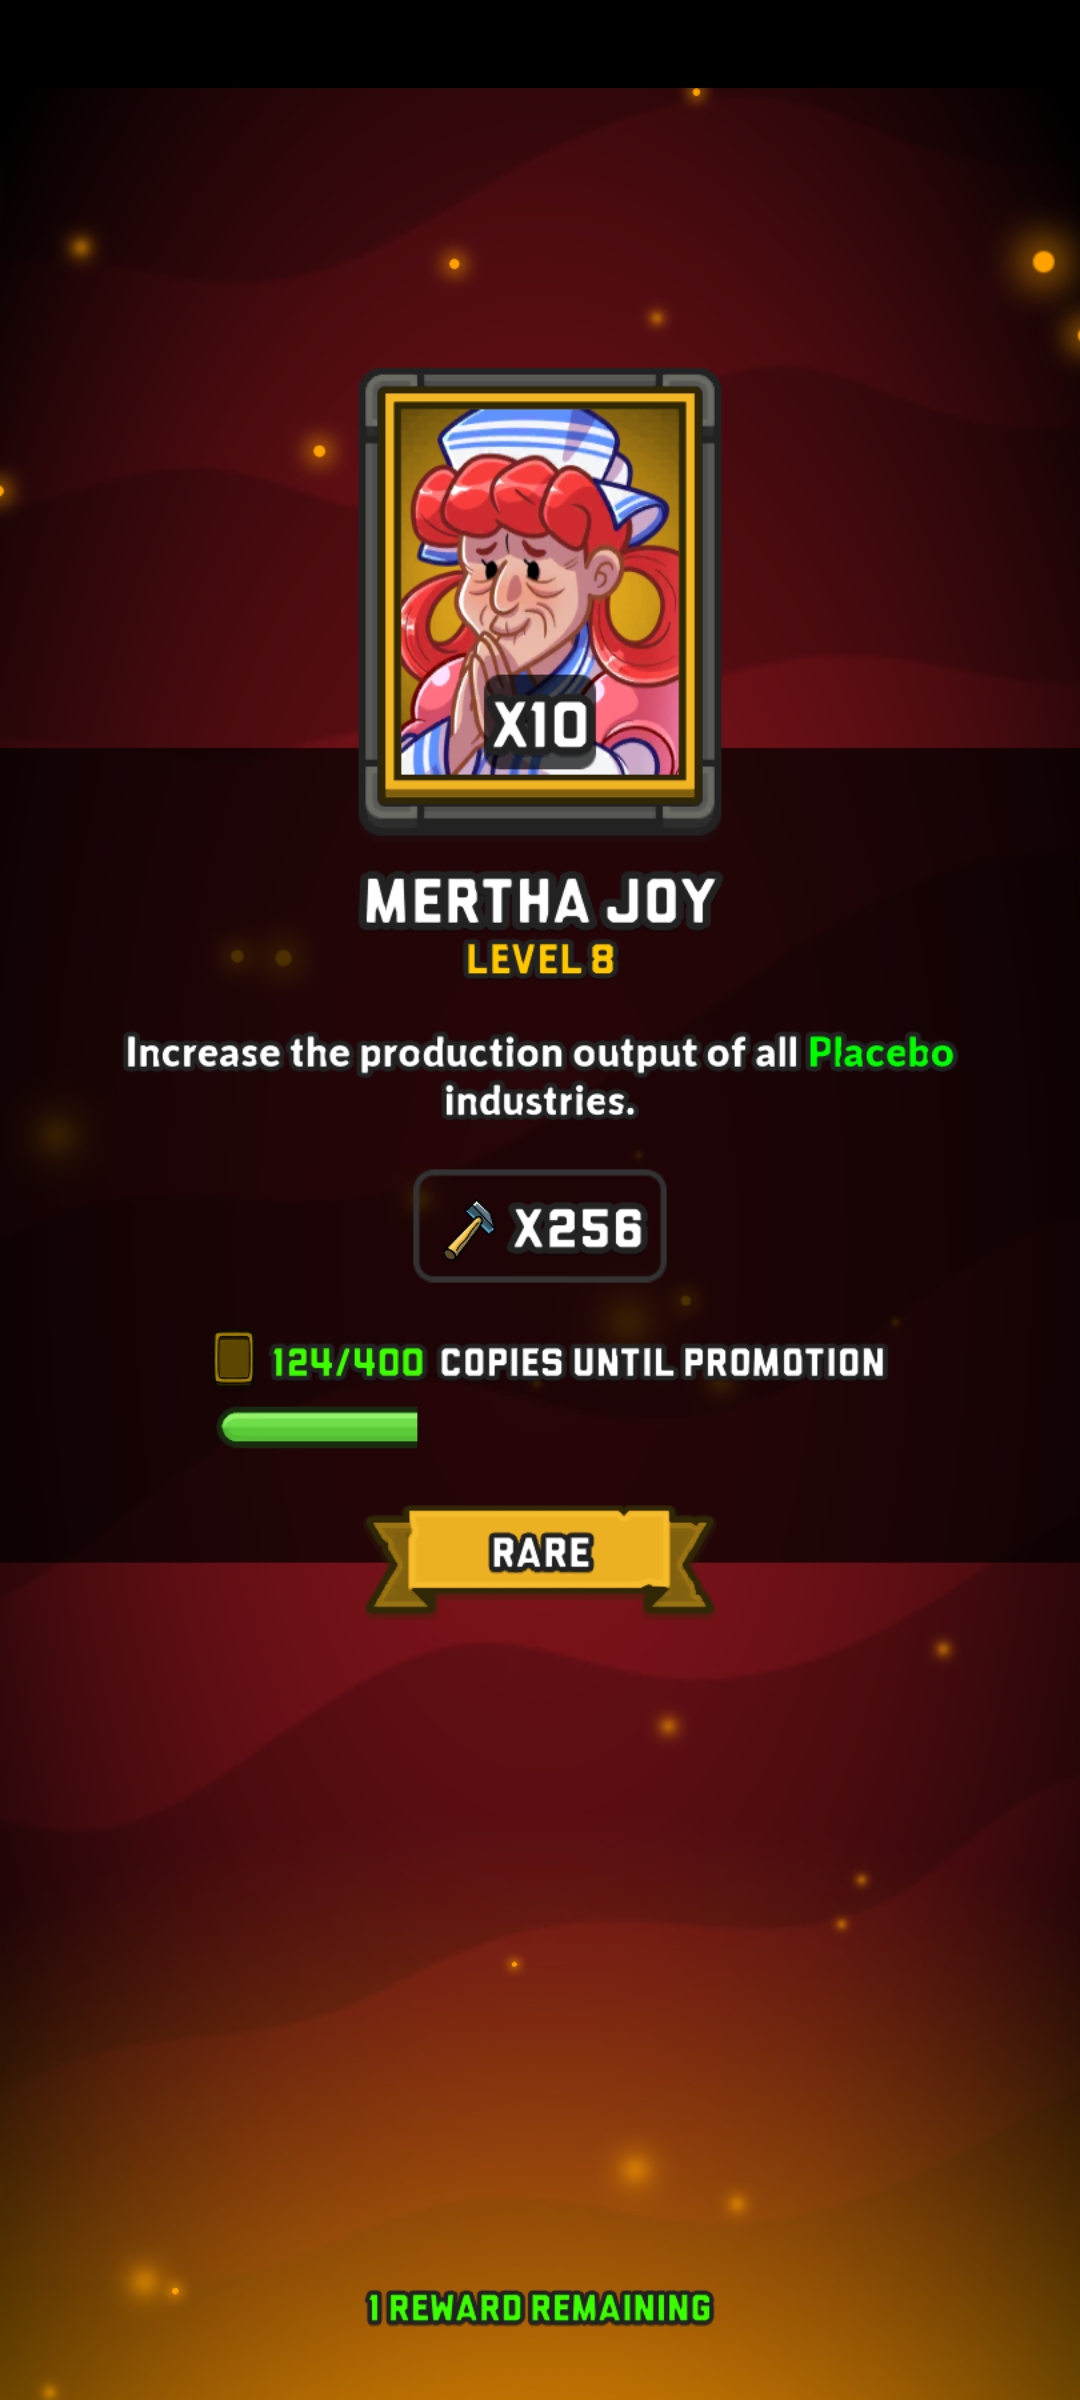 X10
MERTHA JOY
LEVEL 8
Increase the production output of all Placebo
industries.
X256
124/400 COPIES UNTIL PROMOTION
RARE
1 REWARD REMAINING